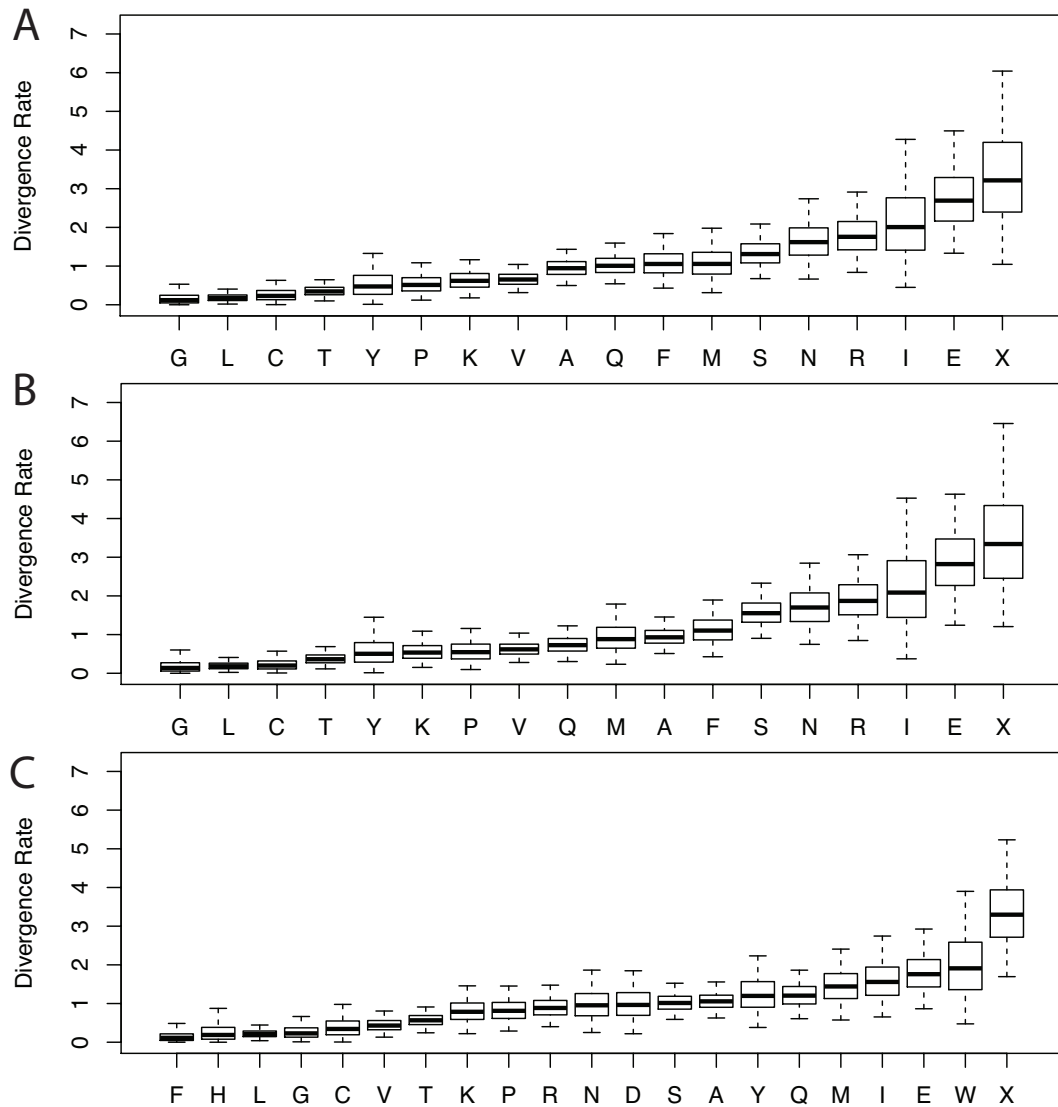 A
Divergence Rate
0 1 2 3 4 5 6 7
G L C T Y P K V A Q F M S N R I E X
B
Divergence Rate
0 1 2 3 4 5 6 7
G L C T Y K P V Q M A F S N R I E X
C
Divergence Rate
0 1 2 3 4 5 6 7
F H L G C V T K P R N D S A Y Q M I E W X